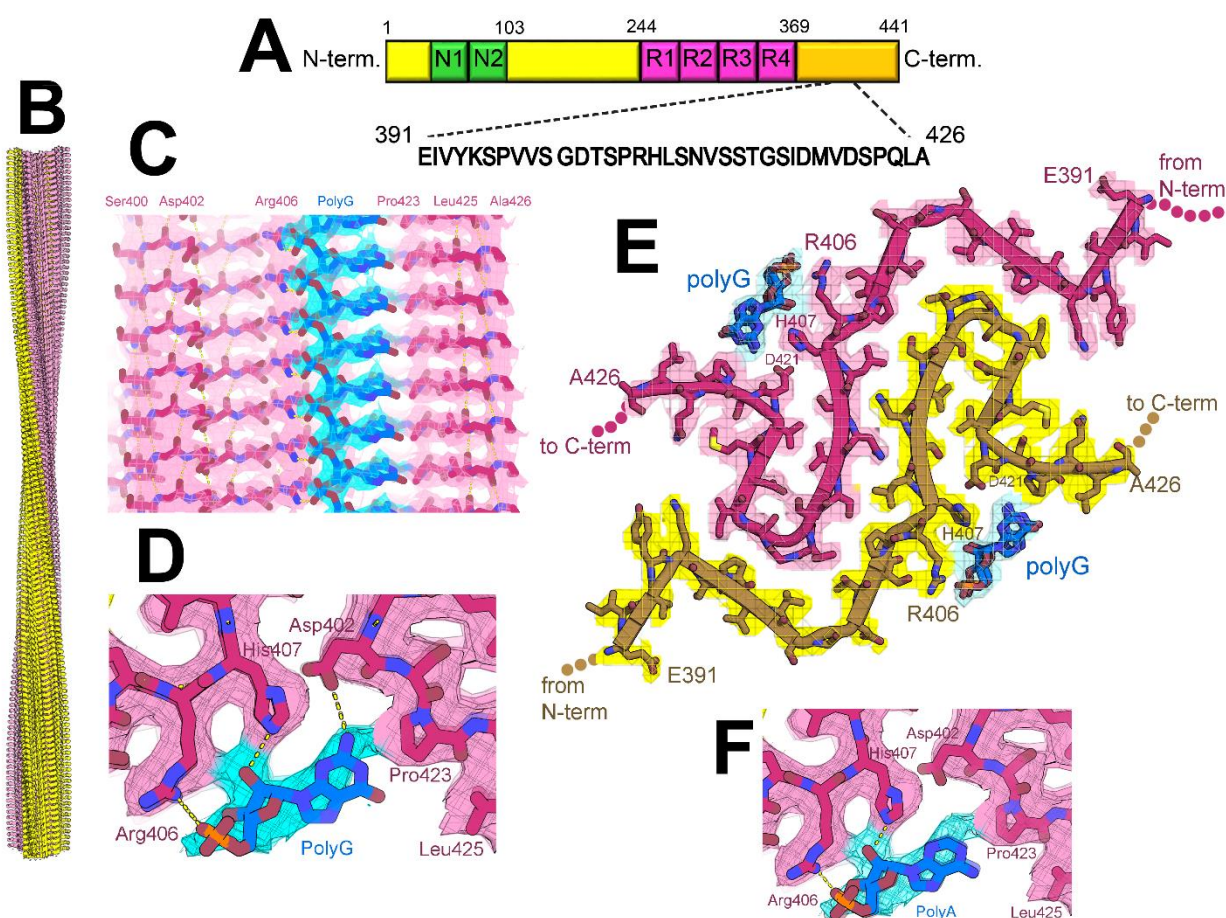 A
1 103 244 369 441
N-term. N1 N2 R1 R2 R3 R4 C-term.
391 426
EIVYKSPVVS GDTSPRHLSNVSSTGSIDMVDSPQLA
B
C
Ser400 Asp402 Arg406 PolyG Pro423 Leu425 Ala426
D
Asp402
His407
Pro423
Arg406
PolyG
Leu425
E
E391
from
N-term
R406
polyG
H407
D421
A426
to C-term
to C-term
D421
A426
H407
polyG
R406
E391
from
N-term
F
Asp402
His407
Pro423
Arg406
PolyA
Leu425